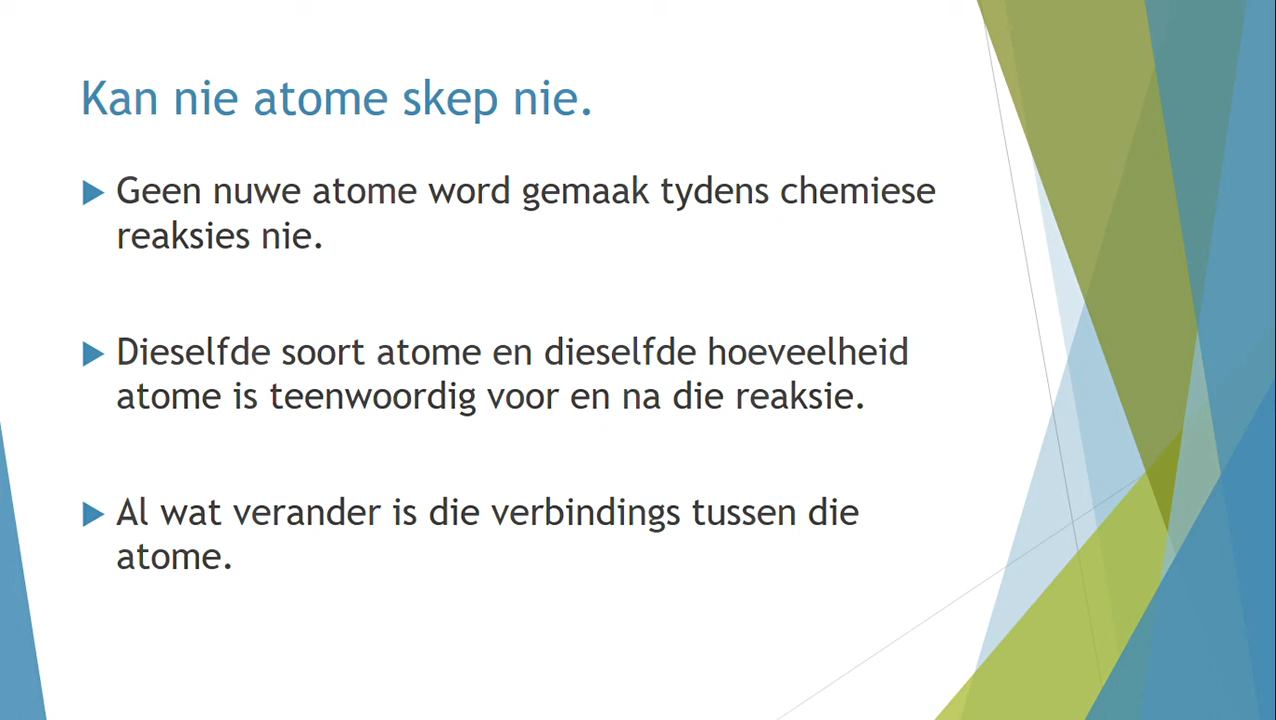 Kan nie atome skep nie.
Geen nuwe atome word gemaak tydens chemiese
reaksies nie.
Dieselfde soort atome en dieselfde hoeveelheid
atome is teenwoordig voor en na die reaksie.
Al wat verander is die verbindings tussen die
atome.